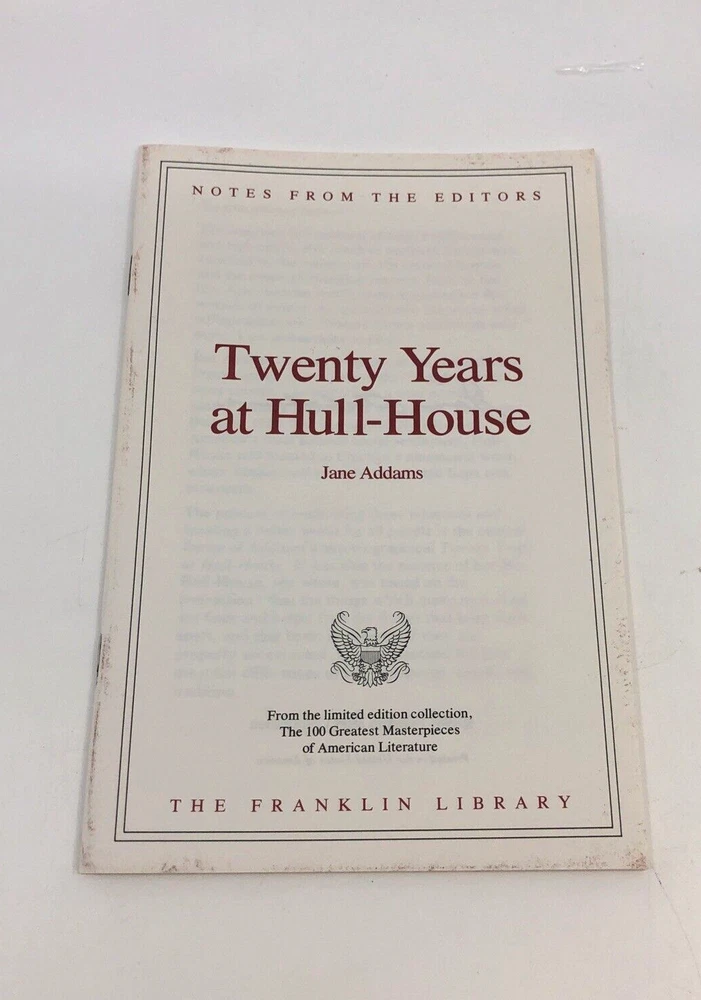 NOTES FROM THE EDITORS
Twenty Years
at Hull-House
Jane Addams
From the limited edition collection,
The 100 Greatest Masterpieces
of American Literature
THE FRANKLIN LIBRARY